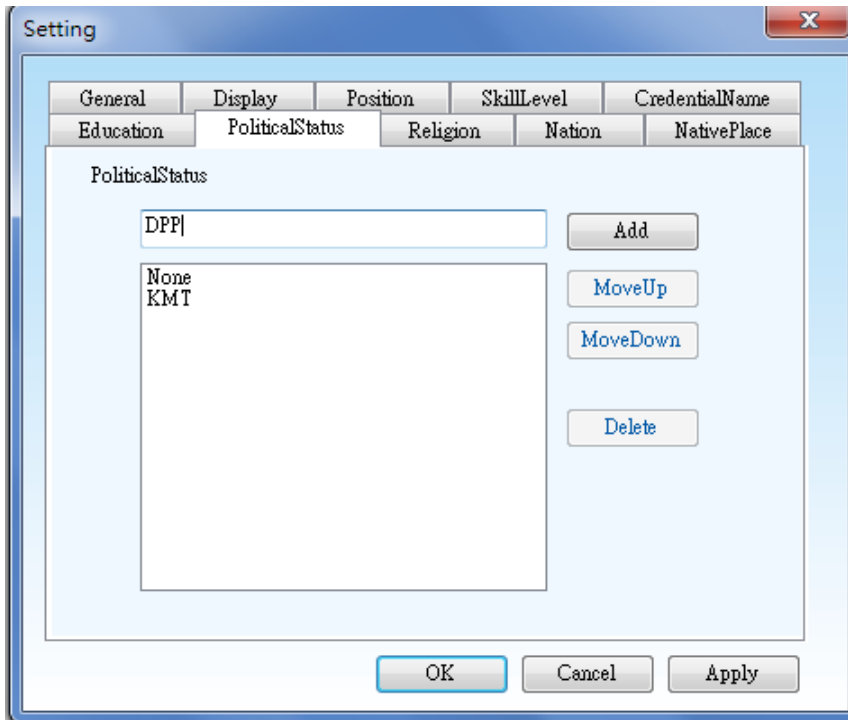 Setting
General Display Position SkillLevel CredentialName
Education PoliticalStatus Religion Nation NativePlace
PoliticalStatus
DPP
Add
None
KMT
MoveUp
MoveDown
Delete
OK Cancel Apply